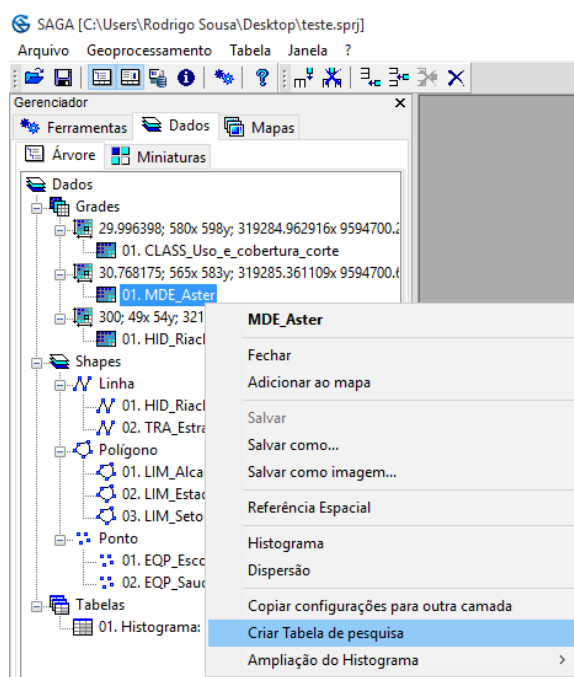 SAGA [C:\Users\Rodrigo Sousa\Desktop\teste.sprj]
Arquivo Geoprocessamento Tabela Janela ?
Gerenciador
Ferramentas Dados Mapas
Árvore Miniaturas
Dados
Grades
29.996398; 580x 598y; 319284.962916x 9594700.2
01. CLASS_Uso_e_cobertura_corte
30.768175; 565x 583y; 319285.361109x 9594700.6
01. MDE_Aster
300; 49x 54y; 321
01. HID_Riacl
Shapes
Linha
01. HID_Riacl
02. TRA_Estra
Polígono
01. LIM_Alca
02. LIM_Estac
03. LIM_Seto
Ponto
01. EQP_Escc
02. EQP_Saud
Tabelas
01. Histograma:
MDE_Aster
Fechar
Adicionar ao mapa
Salvar
Salvar como...
Salvar como imagem...
Referência Espacial
Histograma
Dispersão
Copiar configurações para outra camada
Criar Tabela de pesquisa
Ampliação do Histograma